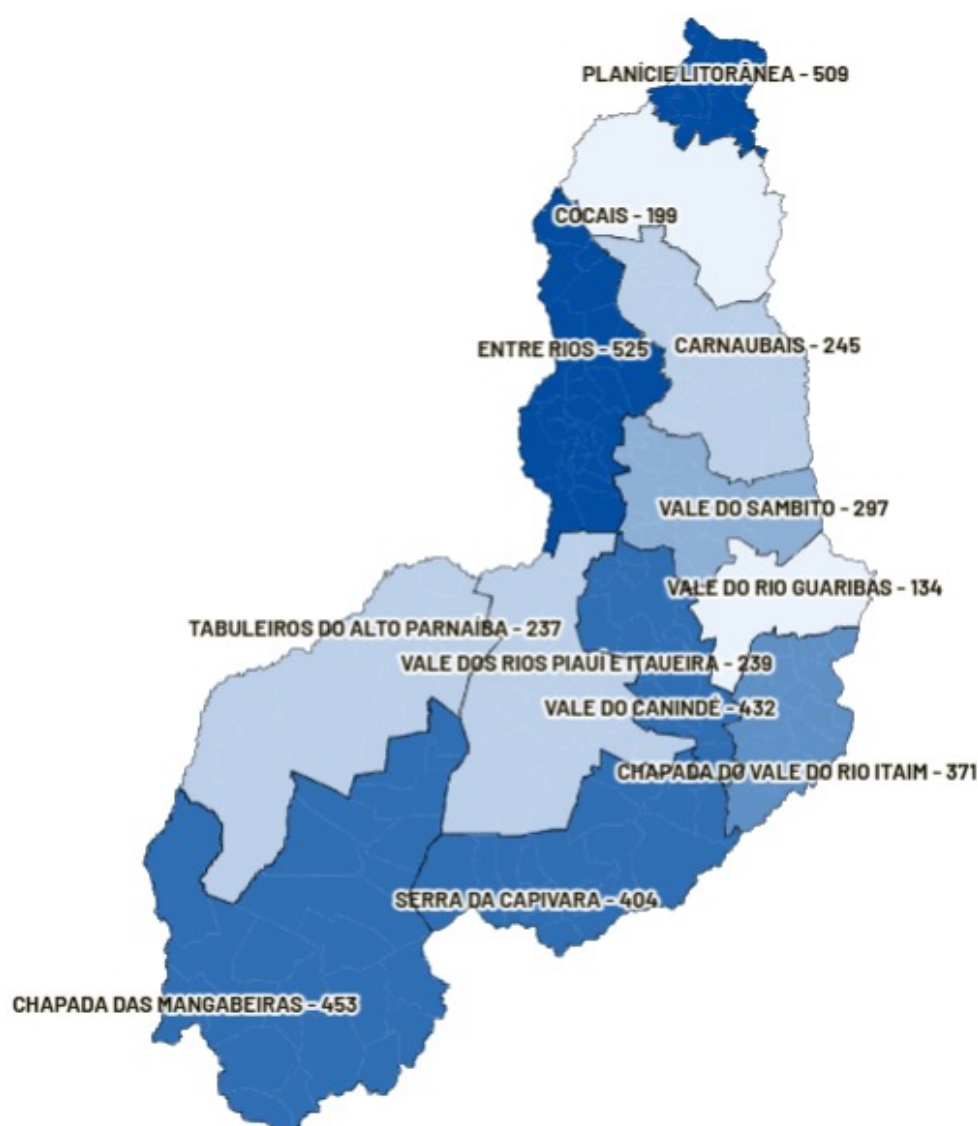 PLANÍCIE LITORÂNEA - 509
COCAIS - 199
ENTRE RIOS - 525
CARNAUBAIS - 245
VALE DO SAMBITO - 297
VALE DO RIO GUARIBAS - 134
TABULEIROS DO ALTO PARNAÍBA - 237
VALE DOS RIOS PIAUÍ E ITAUEIRA - 239
VALE DO CANINDÉ - 432
CHAPADA DO VALE DO RIO ITAIM - 371
SERRA DA CAPIVARA - 404
CHAPADA DAS MANGABEIRAS - 453